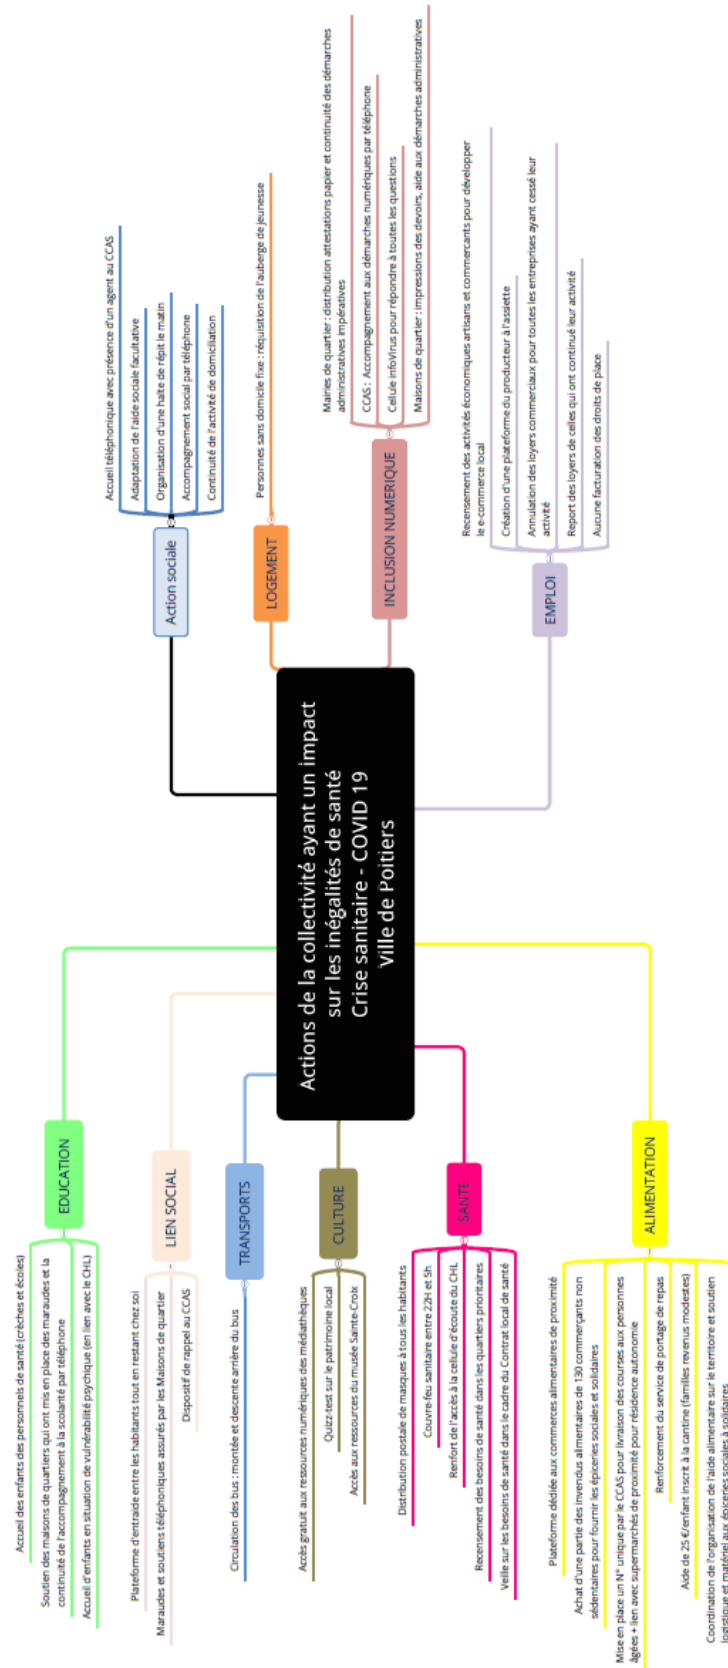 Actions de la collectivité ayant un impact
sur les inégalités de santé
Crise sanitaire - COVID 19
Ville de Poitiers
EDUCATION
Accueil des enfants des personnels de santé (crèches et écoles)
Soutien des maisons de quartiers qui ont mis en place des maraudes et la
continuité de l'accompagnement à la scolarité par téléphone
Accueil d'enfants en situation de vulnérabilité psychique (en lien avec le CHL)
LIEN SOCIAL
Plateforme d'entraide entre les habitants tout en restant chez soi
Maraudes et soutiens téléphoniques assurés par les Maisons de quartier
Dispositif de rappel au CCAS
TRANSPORTS
Circulation des bus : montée et descente arrière du bus
CULTURE
Accès gratuit aux ressources numériques des médiathèques
Quizz-test sur le patrimoine local
Accès aux ressources du musée Sainte-Croix
SANTE
Distribution postale de masques à tous les habitants
Couvre-feu sanitaire entre 22H et 5h
Renfort de l'accès à la cellule d'écoute du CHL
Recensement des besoins de santé dans les quartiers prioritaires
Veille sur les besoins de santé dans le cadre du Contrat local de santé
ALIMENTATION
Plateforme dédiée aux commerces alimentaires de proximité
Achat d'une partie des invendus alimentaires de 130 commerçants non
sédentaires pour fournir les épiceries sociales et solidaires
Mise en place un N° unique par le CCAS pour livraison des courses aux personnes
âgées + lien avec supermarchés de proximité pour résidence autonomie
Renforcement du service de portage de repas
Aide de 25 €/enfant inscrit à la cantine (familles revenus modestes)
Coordination de l'organisation de l'aide alimentaire sur le territoire et soutien
logistique et matériel aux épiceries sociales à solidaires
Action sociale
Accueil téléphonique avec présence d'un agent au CCAS
Adaptation de l'aide sociale facultative
Organisation d'une halte de répit le matin
Accompagnement social par téléphone
Continuité de l'activité de domiciliation
LOGEMENT
Personnes sans domicile fixe : réquisition de l'auberge de jeunesse
INCLUSION NUMERIQUE
Mairies de quartier : distribution attestations papier et continuité des démarches
administratives impératives
CCAS : Accompagnement aux démarches numériques par téléphone
Cellule infoVirus pour répondre à toutes les questions
Maisons de quartier : impressions des devoirs, aide aux démarches administratives
EMPLOI
Recensement des activités économiques artisans et commercants pour développer
le e-commerce local
Création d'une plateforme du producteur à l'assiette
Annulation des loyers commerciaux pour toutes les entreprises ayant cessé leur
activité
Report des loyers de celles qui ont continué leur activité
Aucune facturation des droits de place